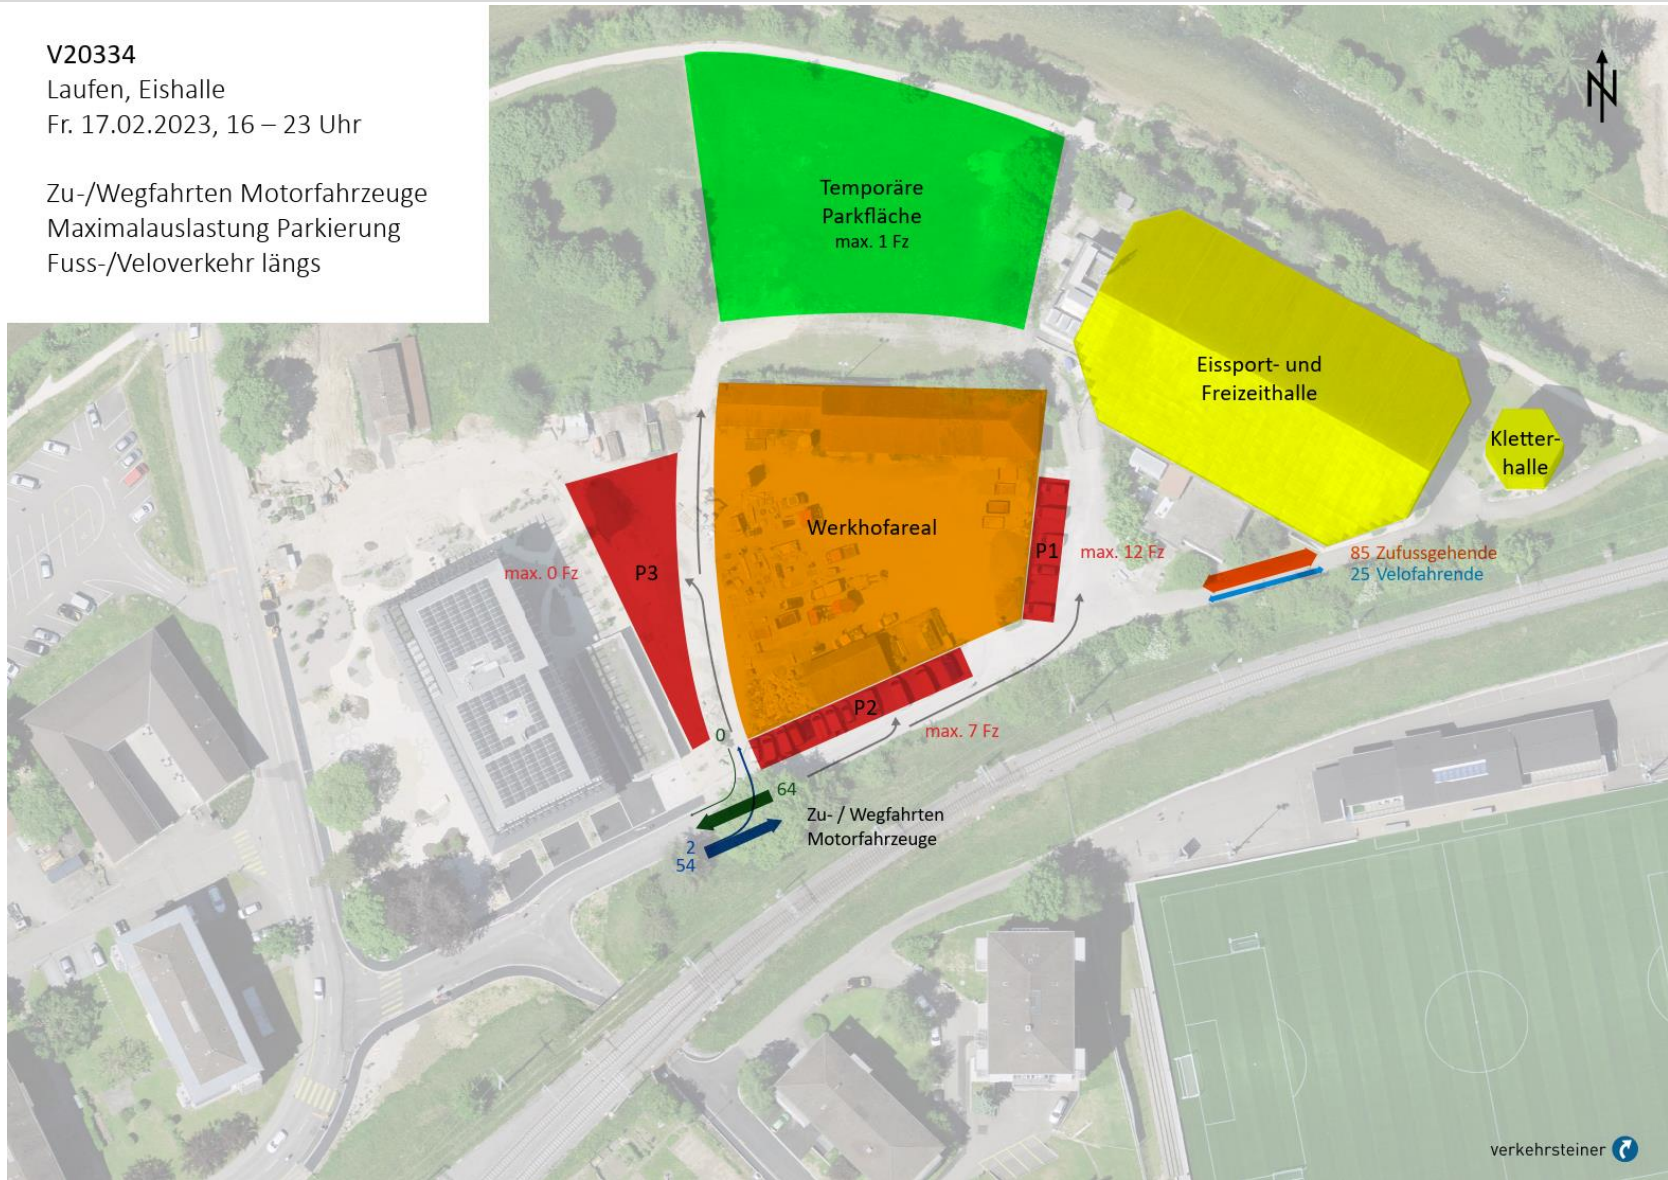 V20334
Laufen, Eishalle
Fr. 17.02.2023, 16 – 23 Uhr
Zu-/Wegfahrten Motorfahrzeuge
Maximalauslastung Parkierung
Fuss-/Veloverkehr längs
N
Temporäre
Parkfläche
max. 1 Fz
Eissport- und
Freizeithalle
Kletter-
halle
Werkhofareal
P1
max. 12 Fz
85 Zufussgehende
25 Velofahrende
max. 0 Fz
P3
P2
max. 7 Fz
0
64
Zu- / Wegfahrten
Motorfahrzeuge
2
54
verkehrsteiner